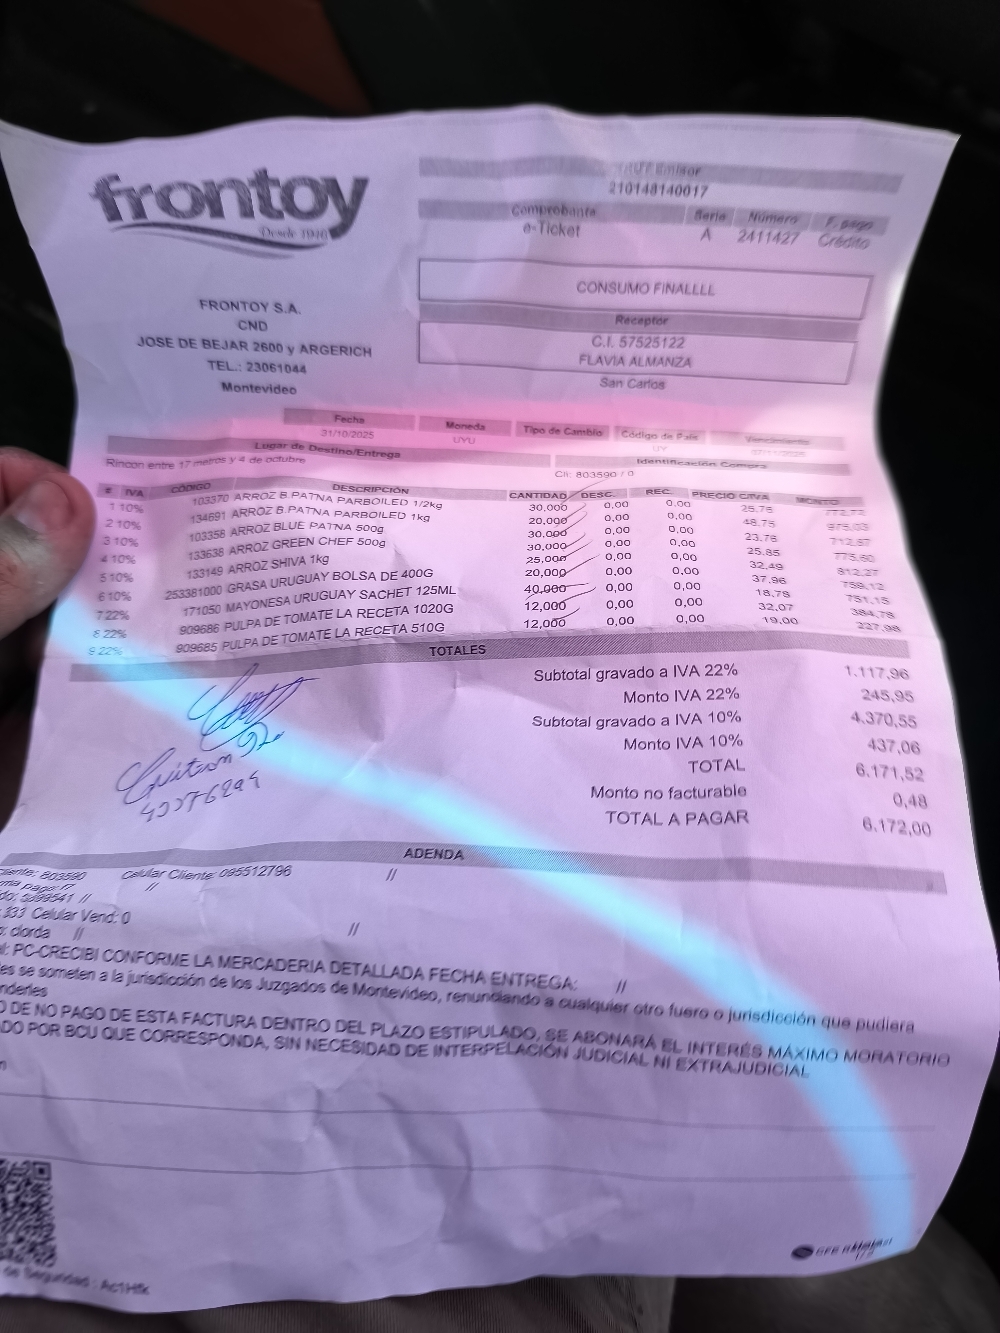 frontoy
Desde 1940
FRONTOY S.A.
CND
JOSE DE BEJAR 2600 y ARGERICH
TEL.: 23061044
Montevideo
RUT Emisor
210148140017
Comprobante Serie Número F. pago
e-Ticket A 2411427 Crédito
CONSUMO FINALLLL
Receptor
C.I. 57525122
FLAVIA ALMANZA
San Carlos
Fecha Moneda Tipo de Cambio Código de País Vencimiento
31/10/2025 UYU UY
Lugar de Destino/Entrega Identificación Compra
Rincon entre 17 metros y 4 de octubre Cli: 803590 / 0
# IVA CÓDIGO DESCRIPCIÓN CANTIDAD DESC. REC. PRECIO C/IVA MONTO
1 10% 103370 ARROZ B.PATNA PARBOILED 1/2kg 30,000 0,00 0,00 25,76 772,72
2 10% 134691 ARROZ B.PATNA PARBOILED 1kg 20,000 0,00 0,00 48,75 975,03
3 10% 103358 ARROZ BLUE PATNA 500g 30,000 0,00 0,00 23,76 712,87
4 10% 133638 ARROZ GREEN CHEF 500g 30,000 0,00 0,00 25,85 775,60
5 10% 133149 ARROZ SHIVA 1kg 25,000 0,00 0,00 32,49 812,27
6 10% 253381000 GRASA URUGUAY BOLSA DE 400G 20,000 0,00 0,00 37,96 759,12
7 22% 171050 MAYONESA URUGUAY SACHET 125ML 40,000 0,00 0,00 18,78 751,15
8 22% 909686 PULPA DE TOMATE LA RECETA 1020G 12,000 0,00 0,00 32,07 384,78
9 22% 909685 PULPA DE TOMATE LA RECETA 510G 12,000 0,00 0,00 19,00 227,98
TOTALES
Subtotal gravado a IVA 22% 1.117,96
Monto IVA 22% 245,95
Subtotal gravado a IVA 10% 4.370,55
Monto IVA 10% 437,06
TOTAL 6.171,52
Monto no facturable 0,48
TOTAL A PAGAR 6.172,00
ADENDA
803590 Celular Cliente: 095512796 //
//
//
333 Celular Vend: 0
clorda // //
PC-CRECIBI CONFORME LA MERCADERIA DETALLADA FECHA ENTREGA: //
es se someten a la jurisdicción de los Juzgados de Montevideo, renunciando a cualquier otro fuero o jurisdicción que pudiera
nderles
O DE NO PAGO DE ESTA FACTURA DENTRO DEL PLAZO ESTIPULADO, SE ABONARÁ EL INTERÉS MÁXIMO MORATORIO
ADO POR BCU QUE CORRESPONDA, SIN NECESIDAD DE INTERPELACIÓN JUDICIAL NI EXTRAJUDICIAL
de Seguridad : Ac1Hfk